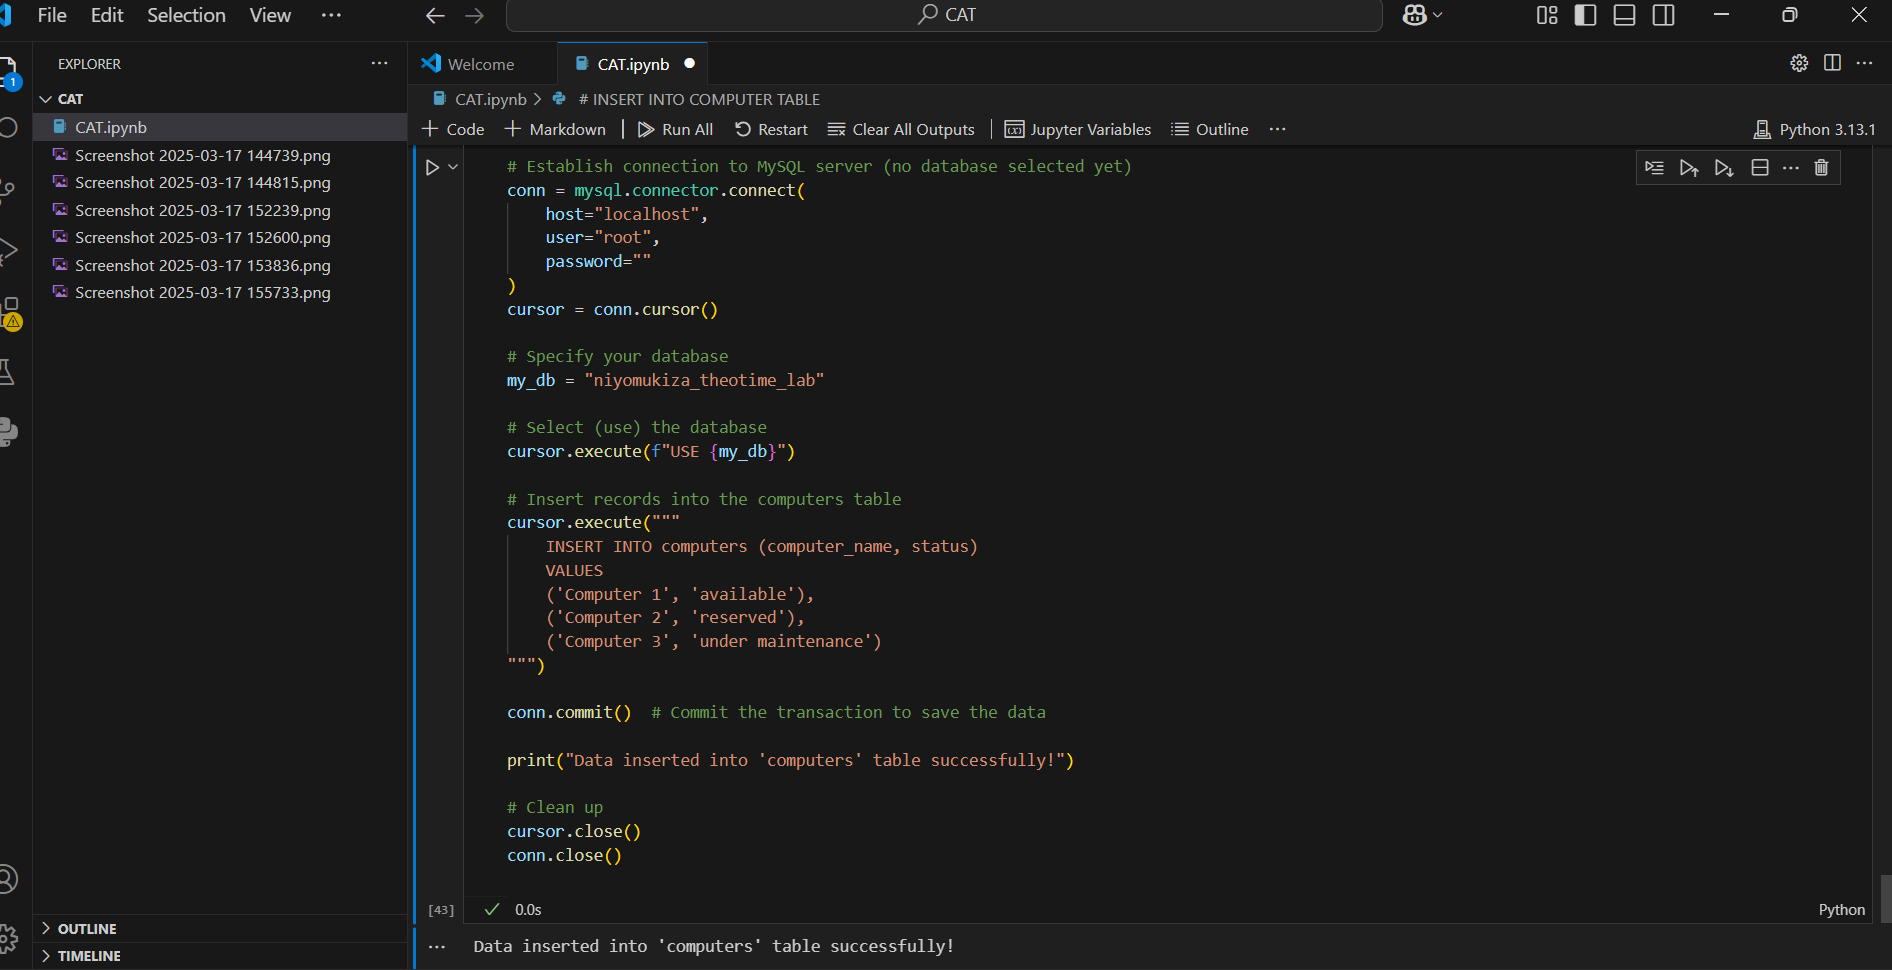 File Edit Selection View ···
CAT
EXPLORER ···
Welcome
CAT.ipynb
CAT
CAT.ipynb > # INSERT INTO COMPUTER TABLE
CAT.ipynb
Screenshot 2025-03-17 144739.png
Screenshot 2025-03-17 144815.png
Screenshot 2025-03-17 152239.png
Screenshot 2025-03-17 152600.png
Screenshot 2025-03-17 153836.png
Screenshot 2025-03-17 155733.png
1
+ Code + Markdown | Run All Restart Clear All Outputs | Jupyter Variables Outline ··· Python 3.13.1
# Establish connection to MySQL server (no database selected yet)
conn = mysql.connector.connect(
host="localhost",
user="root",
password=""
)
cursor = conn.cursor()
# Specify your database
my_db = "niyomukiza_theotime_lab"
# Select (use) the database
cursor.execute(f"USE {my_db}")
# Insert records into the computers table
cursor.execute("""
INSERT INTO computers (computer_name, status)
VALUES
('Computer 1', 'available'),
('Computer 2', 'reserved'),
('Computer 3', 'under maintenance')
""")
conn.commit() # Commit the transaction to save the data
print("Data inserted into 'computers' table successfully!")
# Clean up
cursor.close()
conn.close()
[43] 0.0s Python
··· Data inserted into 'computers' table successfully!
OUTLINE
TIMELINE